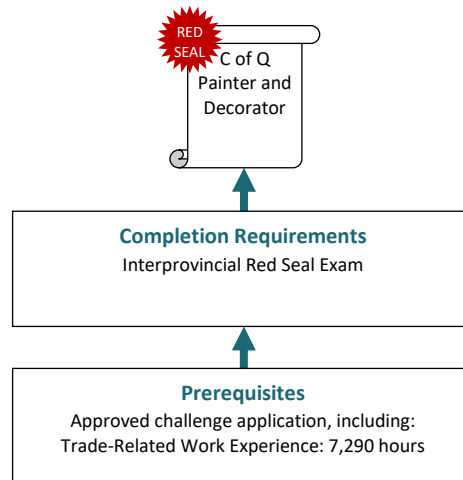 RED
SEAL
C of Q
Painter and
Decorator
Completion Requirements
Interprovincial Red Seal Exam
Prerequisites
Approved challenge application, including:
Trade-Related Work Experience: 7,290 hours